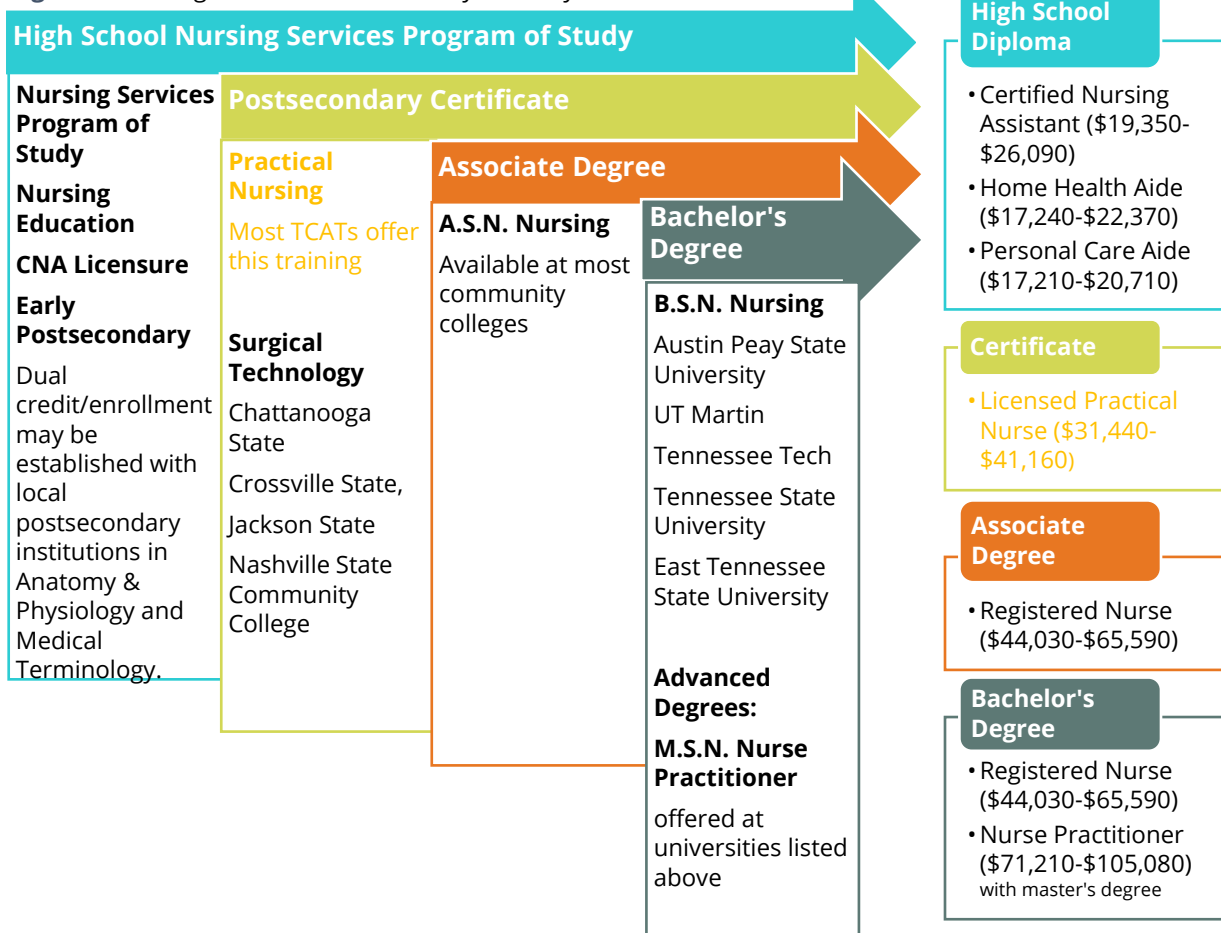 High School Nursing Services Program of Study
Nursing Services
Program of
Study
Nursing
Education
CNA Licensure
Early
Postsecondary
Dual
credit/enrollment
may be
established with
local
postsecondary
institutions in
Anatomy &
Physiology and
Medical
Terminology.
Postsecondary Certificate
Practical
Nursing
Most TCATs offer
this training
Surgical
Technology
Chattanooga
State
Crossville State,
Jackson State
Nashville State
Community
College
Associate Degree
A.S.N. Nursing
Available at most
community
colleges
Bachelor's
Degree
B.S.N. Nursing
Austin Peay State
University
UT Martin
Tennessee Tech
Tennessee State
University
East Tennessee
State University
Advanced
Degrees:
M.S.N. Nurse
Practitioner
offered at
universities listed
above
High School
Diploma
• Certified Nursing
Assistant ($19,350-
$26,090)
• Home Health Aide
($17,240-$22,370)
• Personal Care Aide
($17,210-$20,710)
Certificate
• Licensed Practical
Nurse ($31,440-
$41,160)
Associate
Degree
• Registered Nurse
($44,030-$65,590)
Bachelor's
Degree
• Registered Nurse
($44,030-$65,590)
• Nurse Practitioner
($71,210-$105,080)
with master's degree